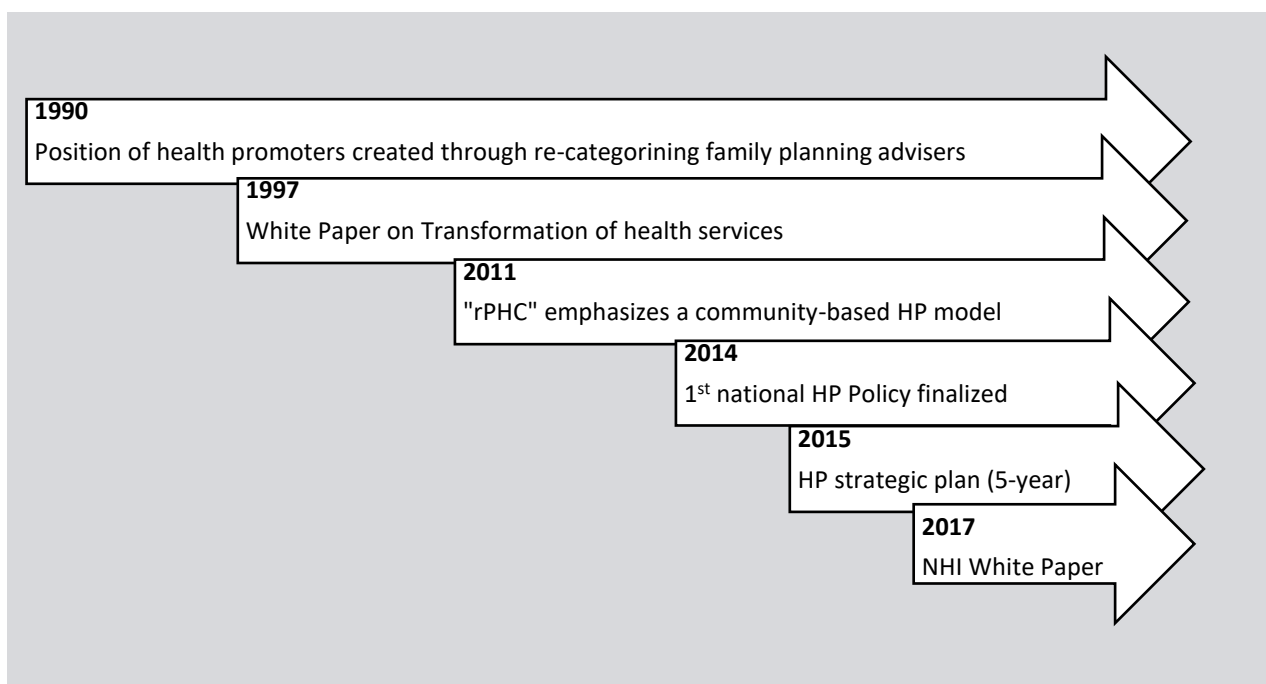 1990
Position of health promoters created through re-categorining family planning advisers
1997
White Paper on Transformation of health services
2011
"rPHC" emphasizes a community-based HP model
2014
1st national HP Policy finalized
2015
HP strategic plan (5-year)
2017
NHI White Paper